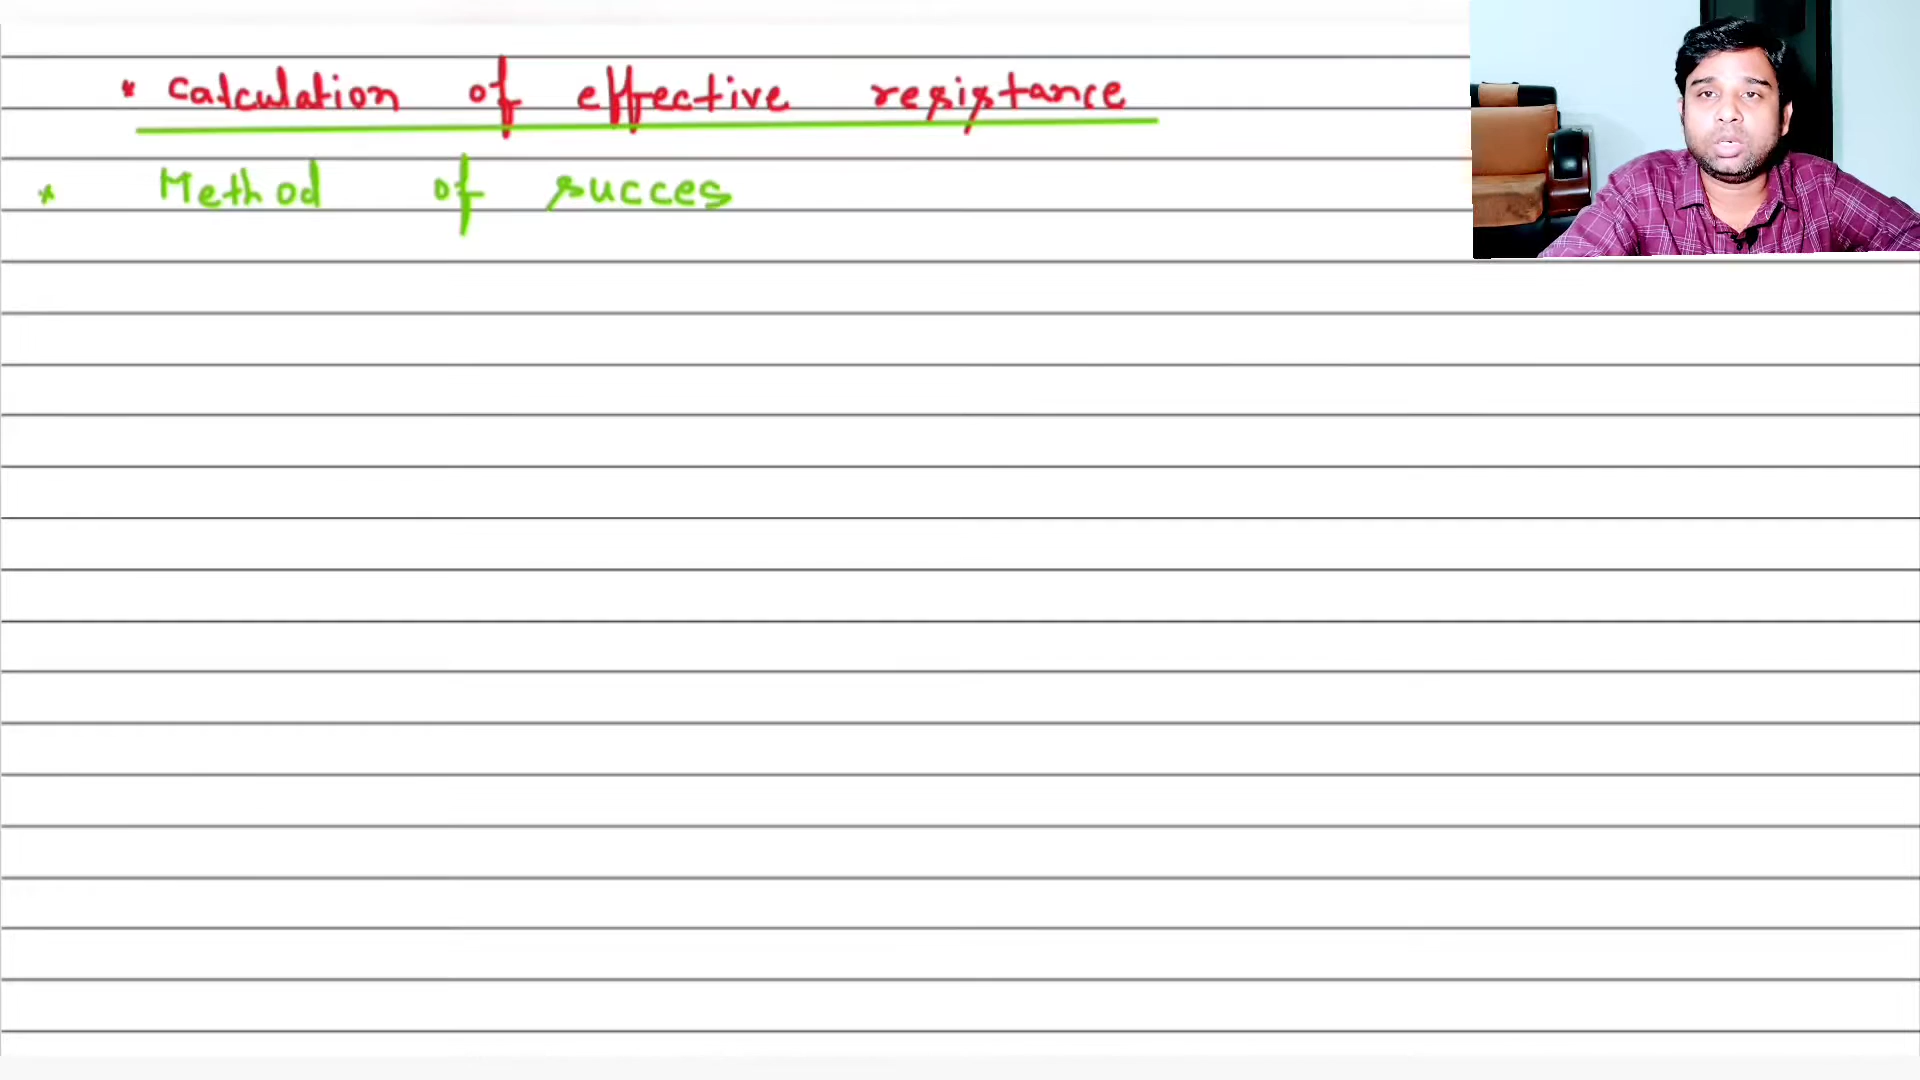 * Calculation of effective resistance
* Method of succes